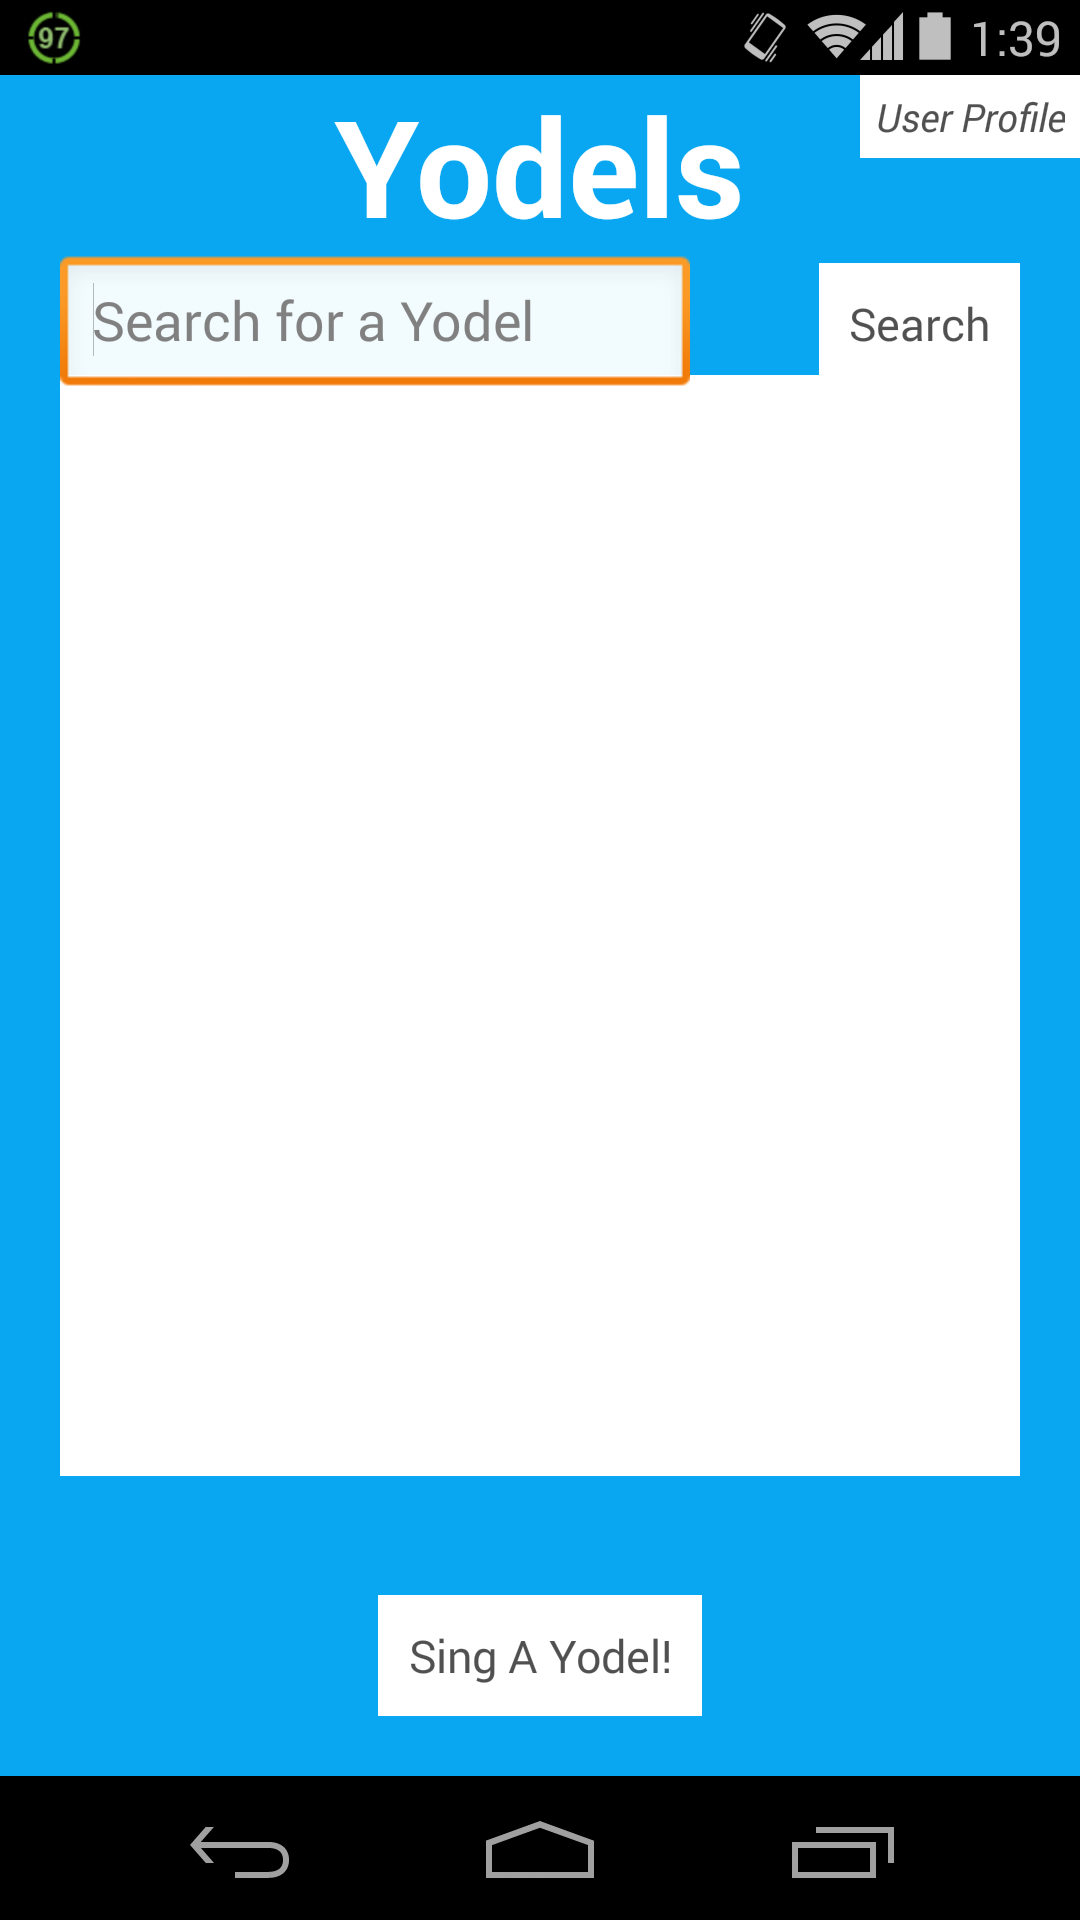 97
1:39
User Profile
Yodels
Search for a Yodel
Search
Sing A Yodel!